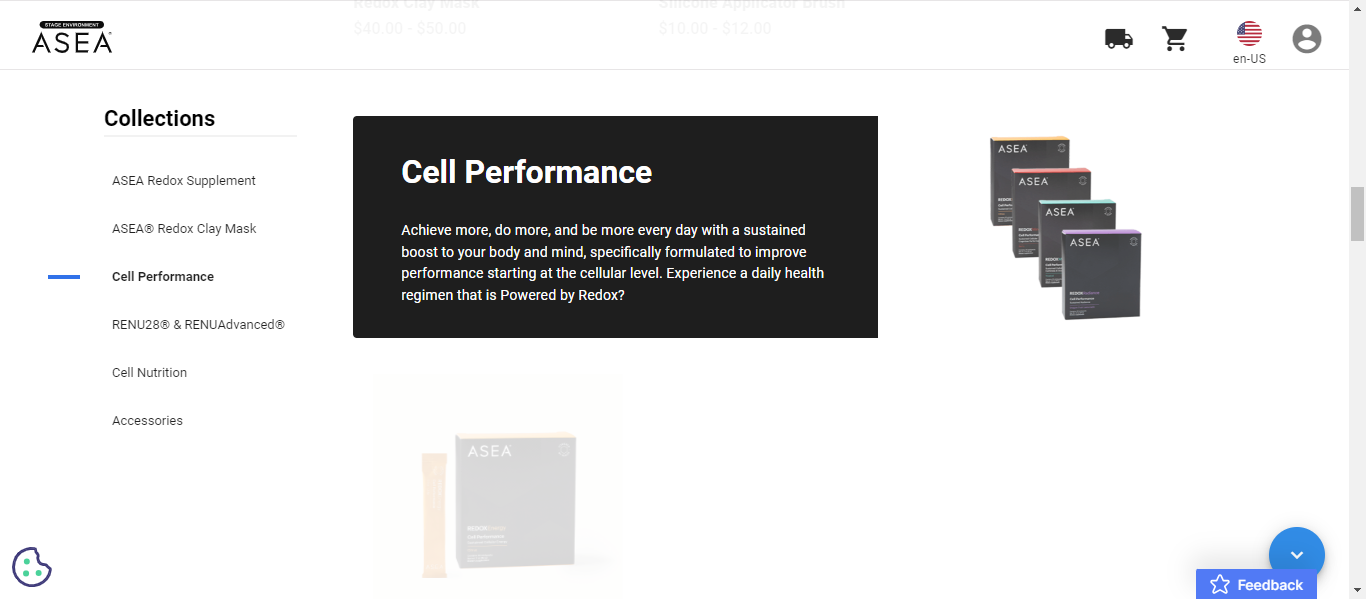 Redox Clay Mask
Silicone Applicator Brush
$40.00 - $50.00
$10.00 - $12.00
STAGE ENVIRONMENT
ASEA
en-US
Collections
ASEA Redox Supplement
ASEA® Redox Clay Mask
Cell Performance
RENU28® & RENUAdvanced®
Cell Nutrition
Accessories
Cell Performance
Achieve more, do more, and be more every day with a sustained
boost to your body and mind, specifically formulated to improve
performance starting at the cellular level. Experience a daily health
regimen that is Powered by Redox?
ASEA
ASEA
ASEA
ASEA
Cell Performance
ASEA
Cell Performance
Feedback